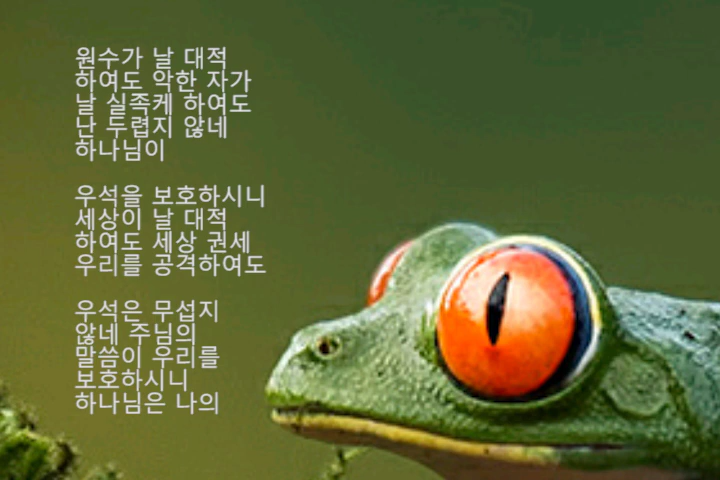 원수가 날 대적
하여도 악한 자가
날 실족케 하여도
난 두렵지 않네
하나님이
우석을 보호하시니
세상이 날 대적
하여도 세상 권세
우리를 공격하여도
우석은 무섭지
않네 주님의
말씀이 우리를
보호하시니
하나님은 나의